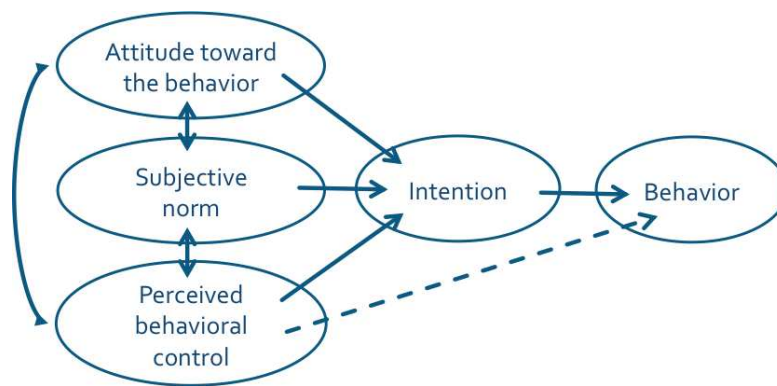 Attitude toward
the behavior
Subjective
norm
Intention
Behavior
Perceived
behavioral
control